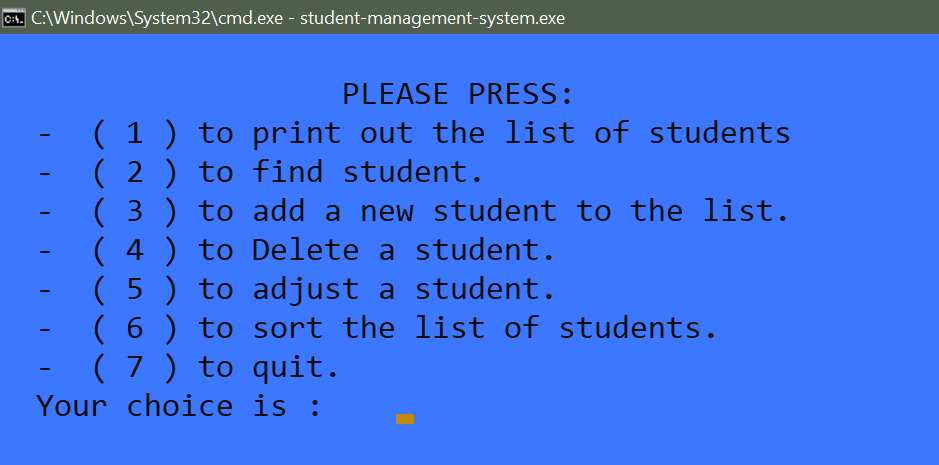 C:\Windows\System32\cmd.exe - student-management-system.exe
PLEASE PRESS:
- ( 1 ) to print out the list of students
- ( 2 ) to find student.
- ( 3 ) to add a new student to the list.
- ( 4 ) to Delete a student.
- ( 5 ) to adjust a student.
- ( 6 ) to sort the list of students.
- ( 7 ) to quit.
Your choice is :